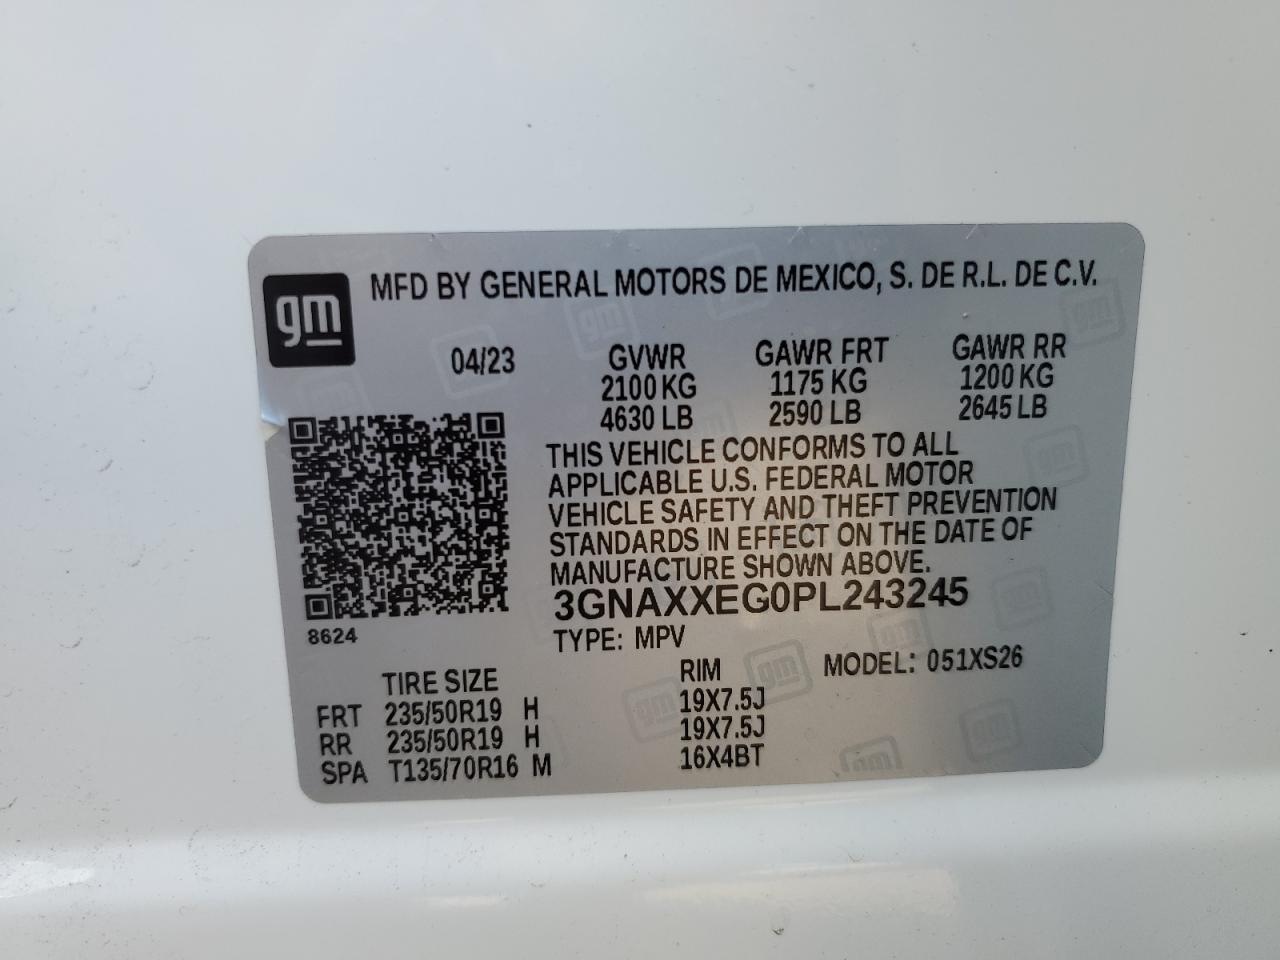 gm
MFD BY GENERAL MOTORS DE MEXICO, S. DE R.L. DE C.V.
04/23 GVWR GAWR FRT GAWR RR
2100 KG 1175 KG 1200 KG
4630 LB 2590 LB 2645 LB
THIS VEHICLE CONFORMS TO ALL
APPLICABLE U.S. FEDERAL MOTOR
VEHICLE SAFETY AND THEFT PREVENTION
STANDARDS IN EFFECT ON THE DATE OF
MANUFACTURE SHOWN ABOVE.
3GNAXXEG0PL243245
8624
TYPE: MPV MODEL: 051XS26
TIRE SIZE RIM
FRT 235/50R19 H 19X7.5J
RR 235/50R19 H 19X7.5J
SPA T135/70R16 M 16X4BT